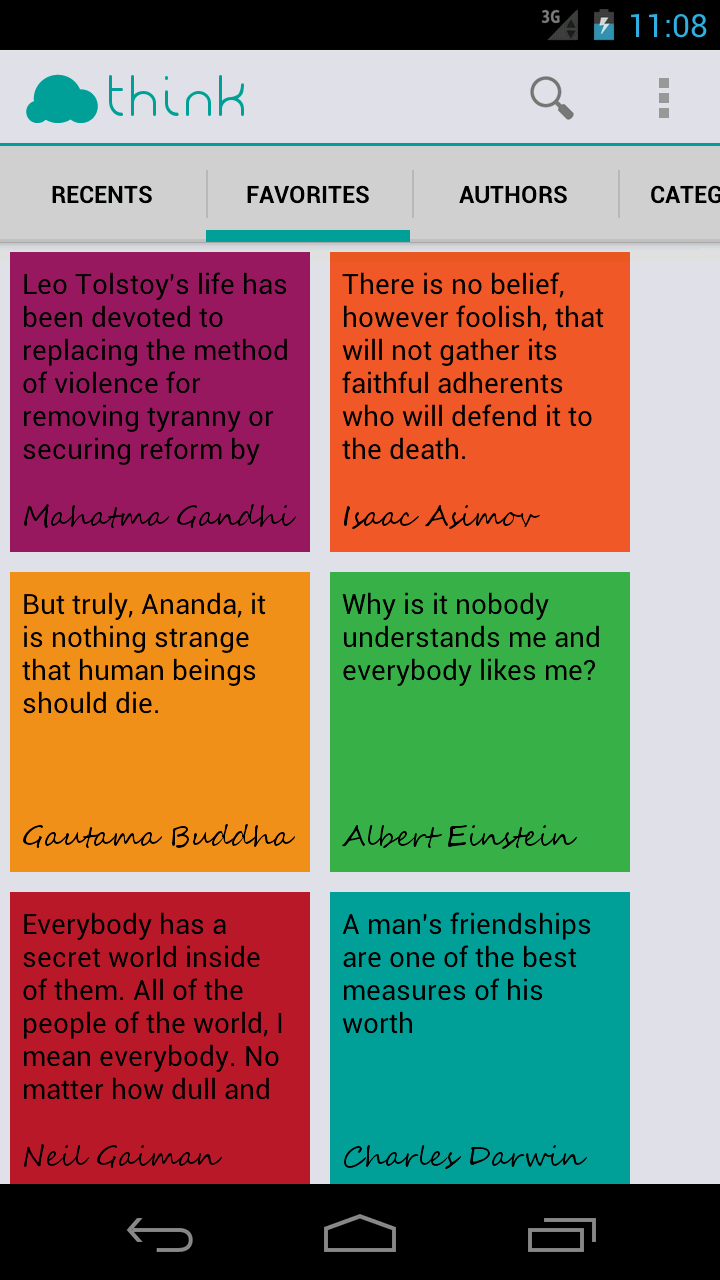 3G 11:08
think
RECENTS FAVORITES AUTHORS CATEG
Leo Tolstoy's life has
been devoted to
replacing the method
of violence for
removing tyranny or
securing reform by
Mahatma Gandhi
There is no belief,
however foolish, that
will not gather its
faithful adherents
who will defend it to
the death.
Isaac Asimov
But truly, Ananda, it
is nothing strange
that human beings
should die.
Gautama Buddha
Why is it nobody
understands me and
everybody likes me?
Albert Einstein
Everybody has a
secret world inside
of them. All of the
people of the world, I
mean everybody. No
matter how dull and
Neil Gaiman
A man's friendships
are one of the best
measures of his
worth
Charles Darwin